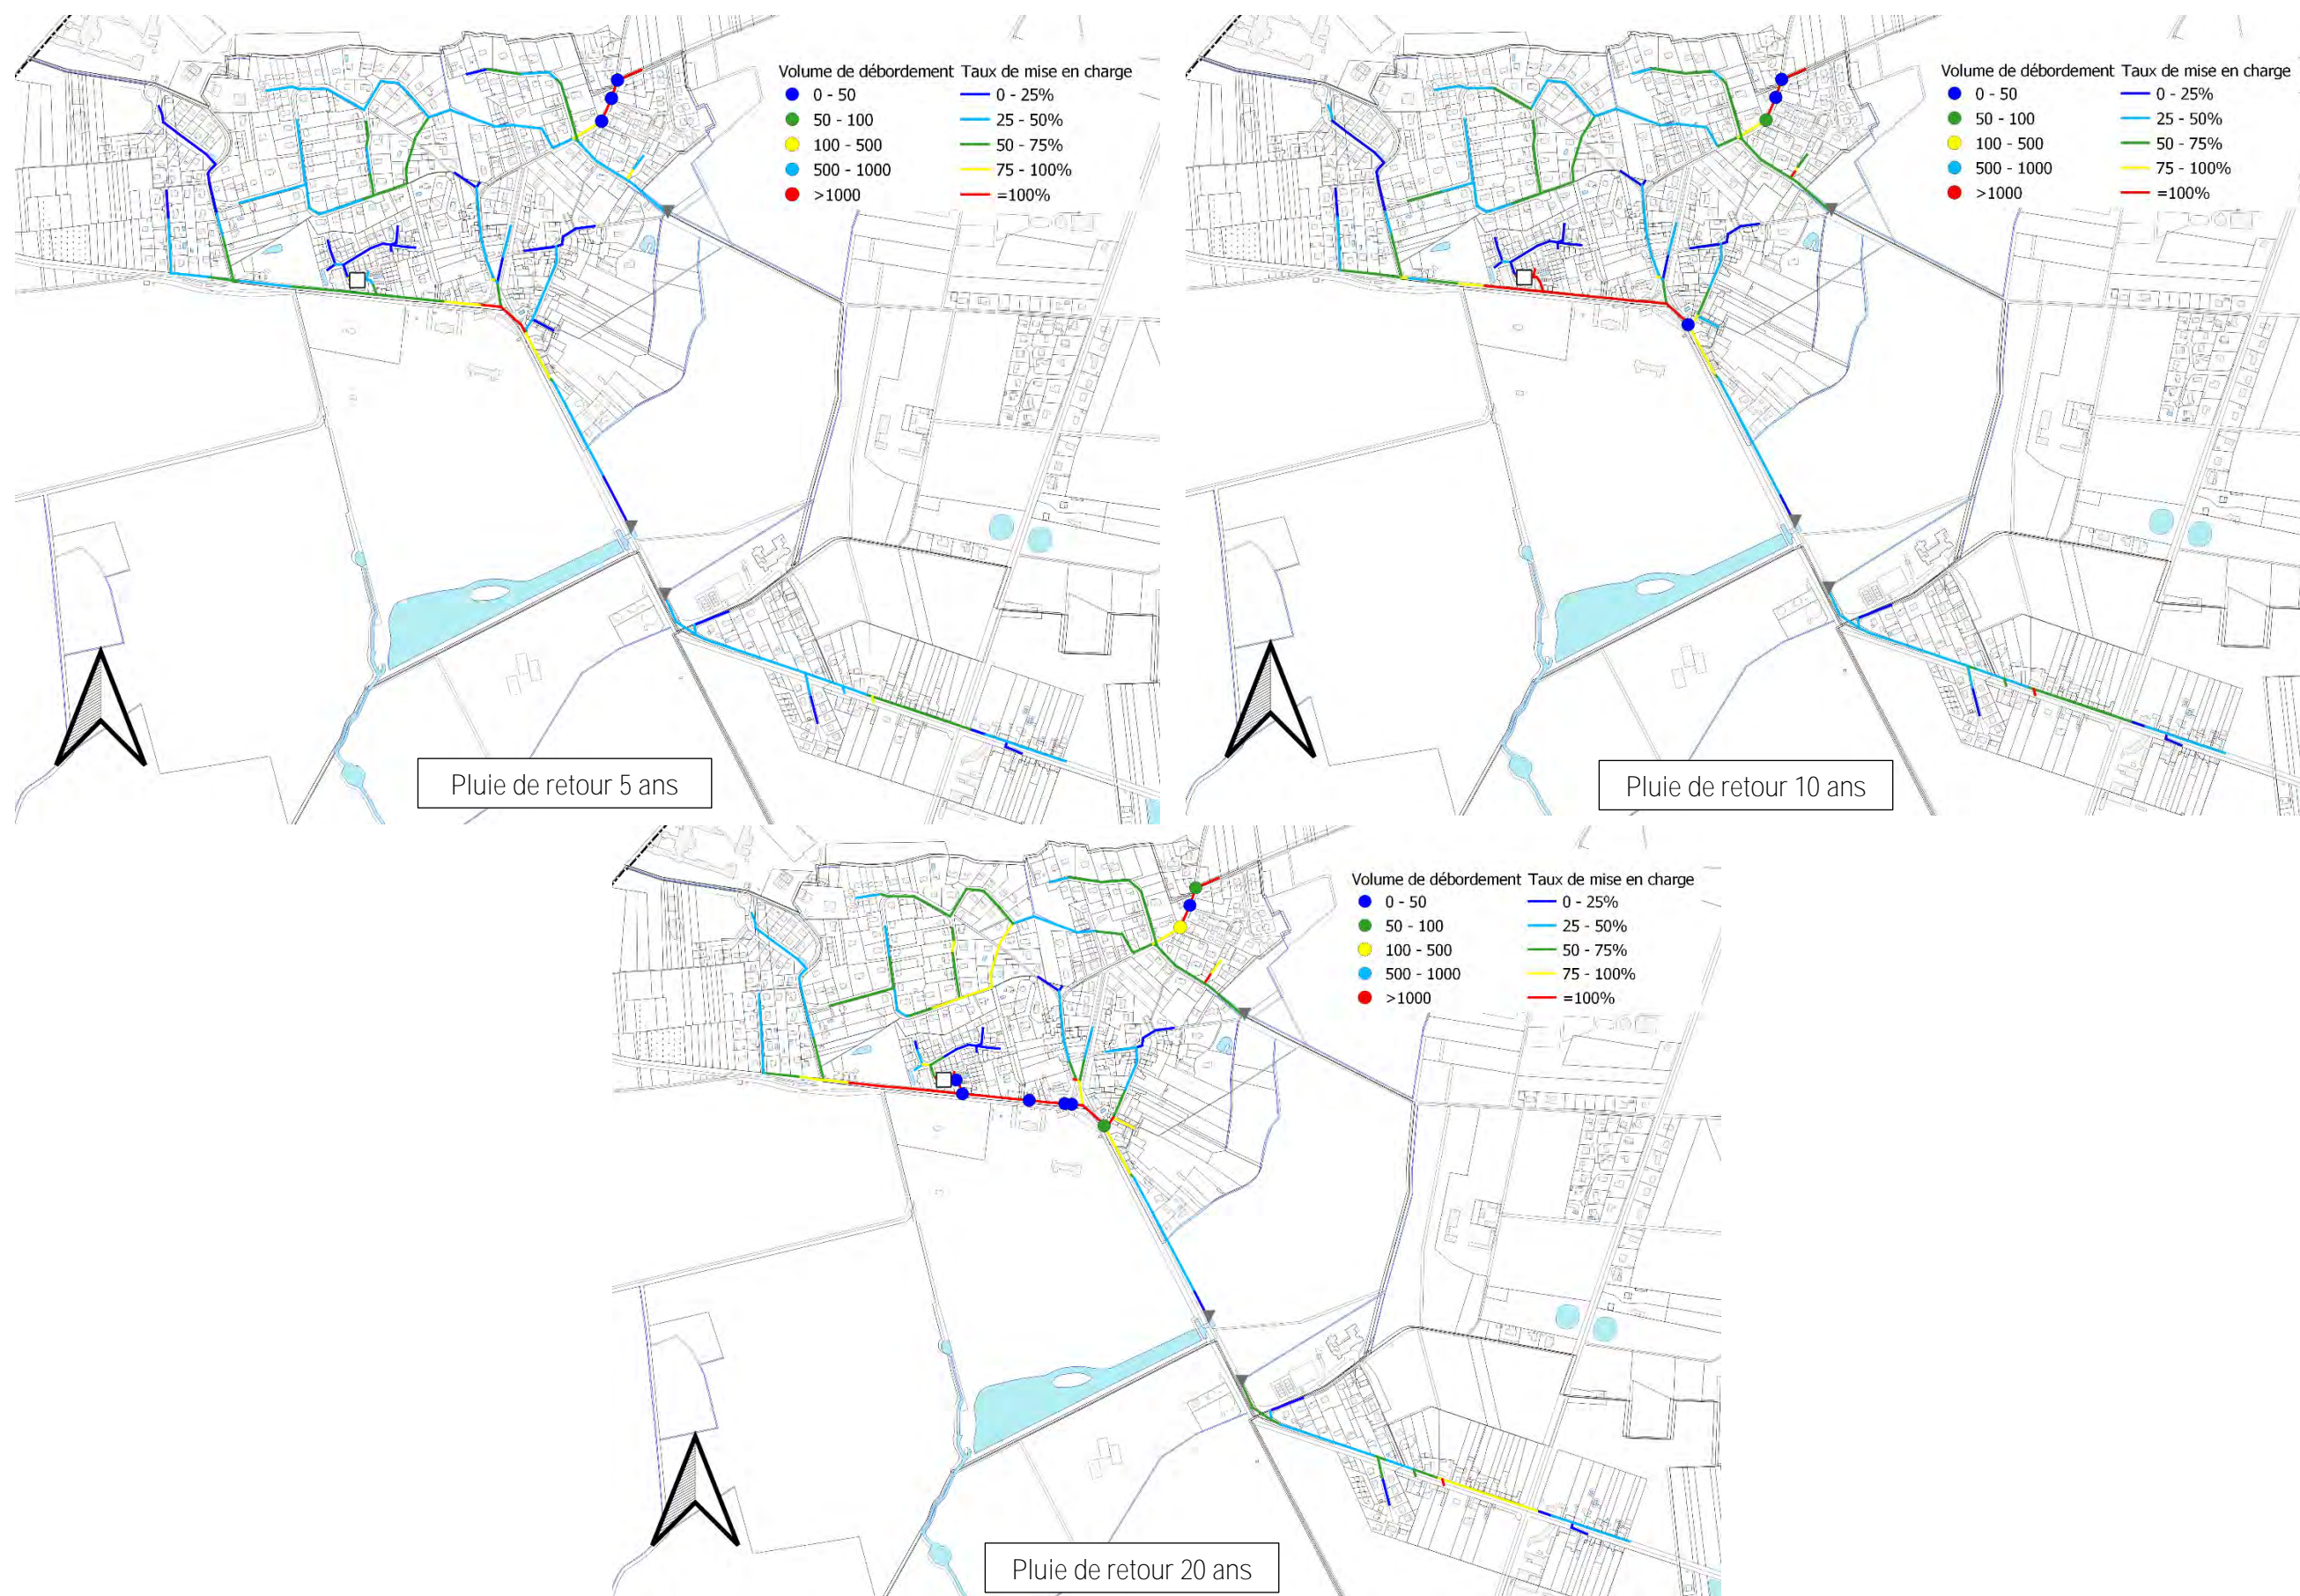 Volume de débordement Taux de mise en charge
0 - 50 0 - 25%
50 - 100 25 - 50%
100 - 500 50 - 75%
500 - 1000 75 - 100%
>1000 =100%
Pluie de retour 5 ans
Volume de débordement Taux de mise en charge
0 - 50 0 - 25%
50 - 100 25 - 50%
100 - 500 50 - 75%
500 - 1000 75 - 100%
>1000 =100%
Pluie de retour 10 ans
Volume de débordement Taux de mise en charge
0 - 50 0 - 25%
50 - 100 25 - 50%
100 - 500 50 - 75%
500 - 1000 75 - 100%
>1000 =100%
Pluie de retour 20 ans